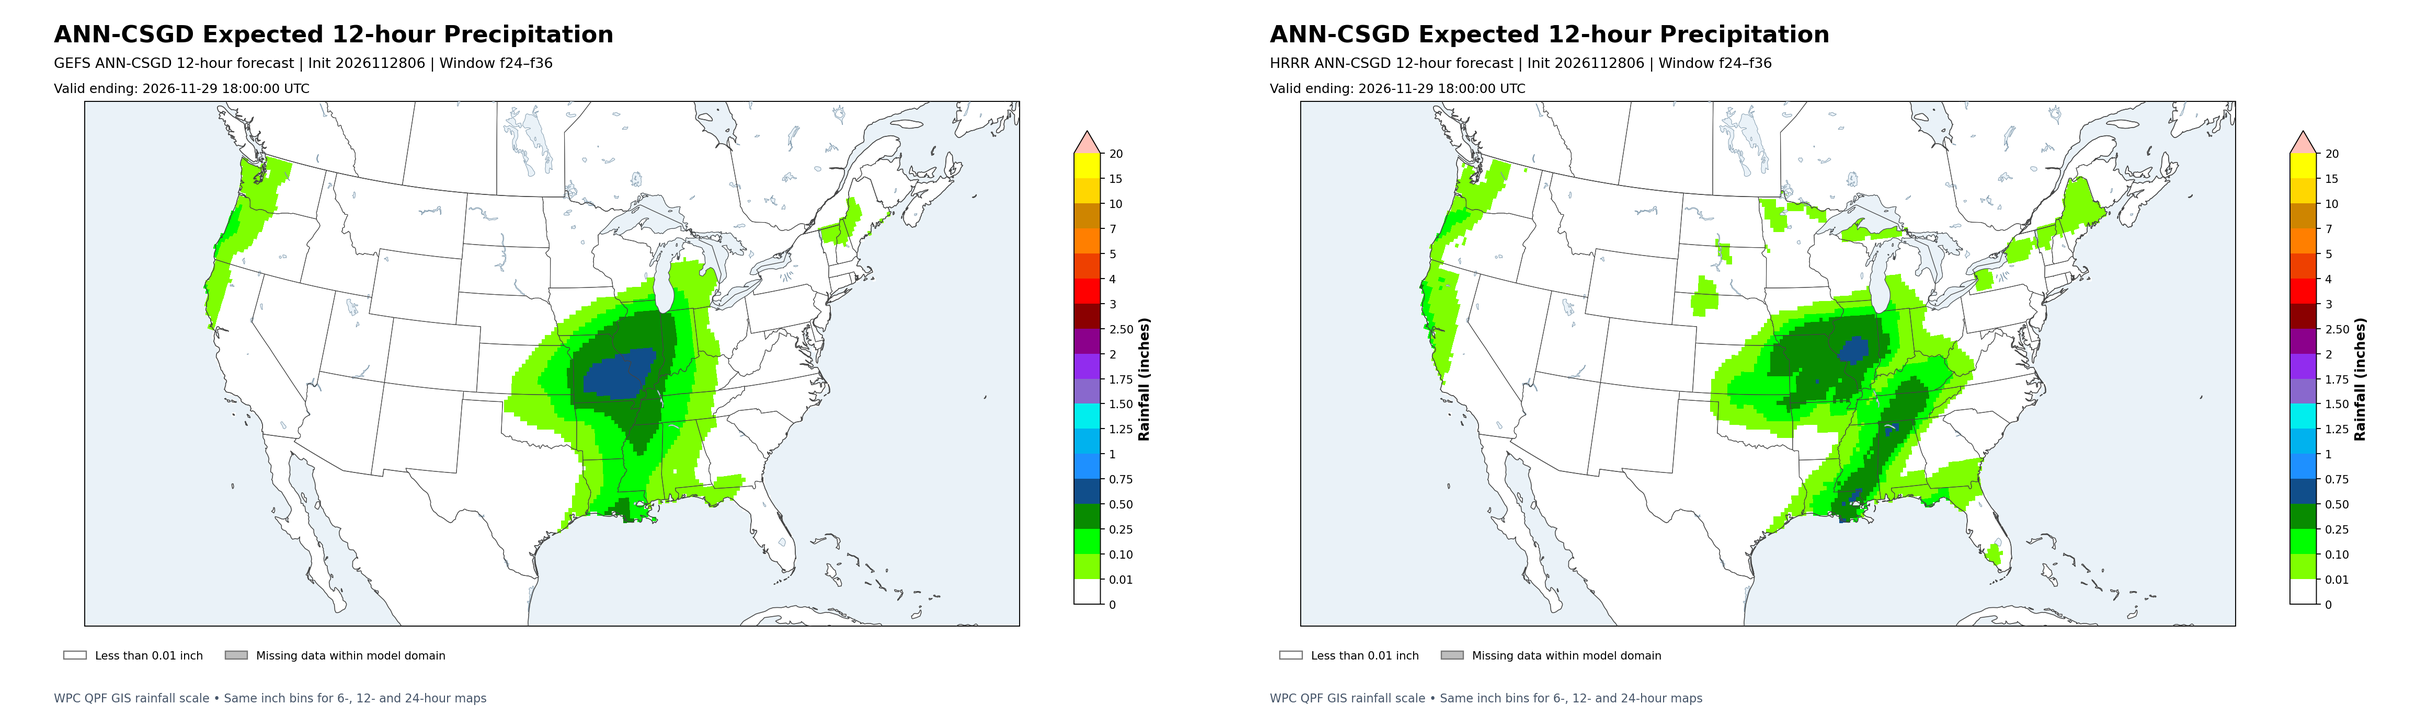 ANN-CSGD Expected 12-hour Precipitation
GEFS ANN-CSGD 12-hour forecast | Init 2026112806 | Window f24–f36
Valid ending: 2026-11-29 18:00:00 UTC
20
15
10
7
5
4
3
2.50
2
1.75
1.50
1.25
1
0.75
0.50
0.25
0.10
0.01
0
Rainfall (inches)
Less than 0.01 inch
Missing data within model domain
WPC QPF GIS rainfall scale • Same inch bins for 6-, 12- and 24-hour maps
ANN-CSGD Expected 12-hour Precipitation
HRRR ANN-CSGD 12-hour forecast | Init 2026112806 | Window f24–f36
Valid ending: 2026-11-29 18:00:00 UTC
20
15
10
7
5
4
3
2.50
2
1.75
1.50
1.25
1
0.75
0.50
0.25
0.10
0.01
0
Rainfall (inches)
Less than 0.01 inch
Missing data within model domain
WPC QPF GIS rainfall scale • Same inch bins for 6-, 12- and 24-hour maps